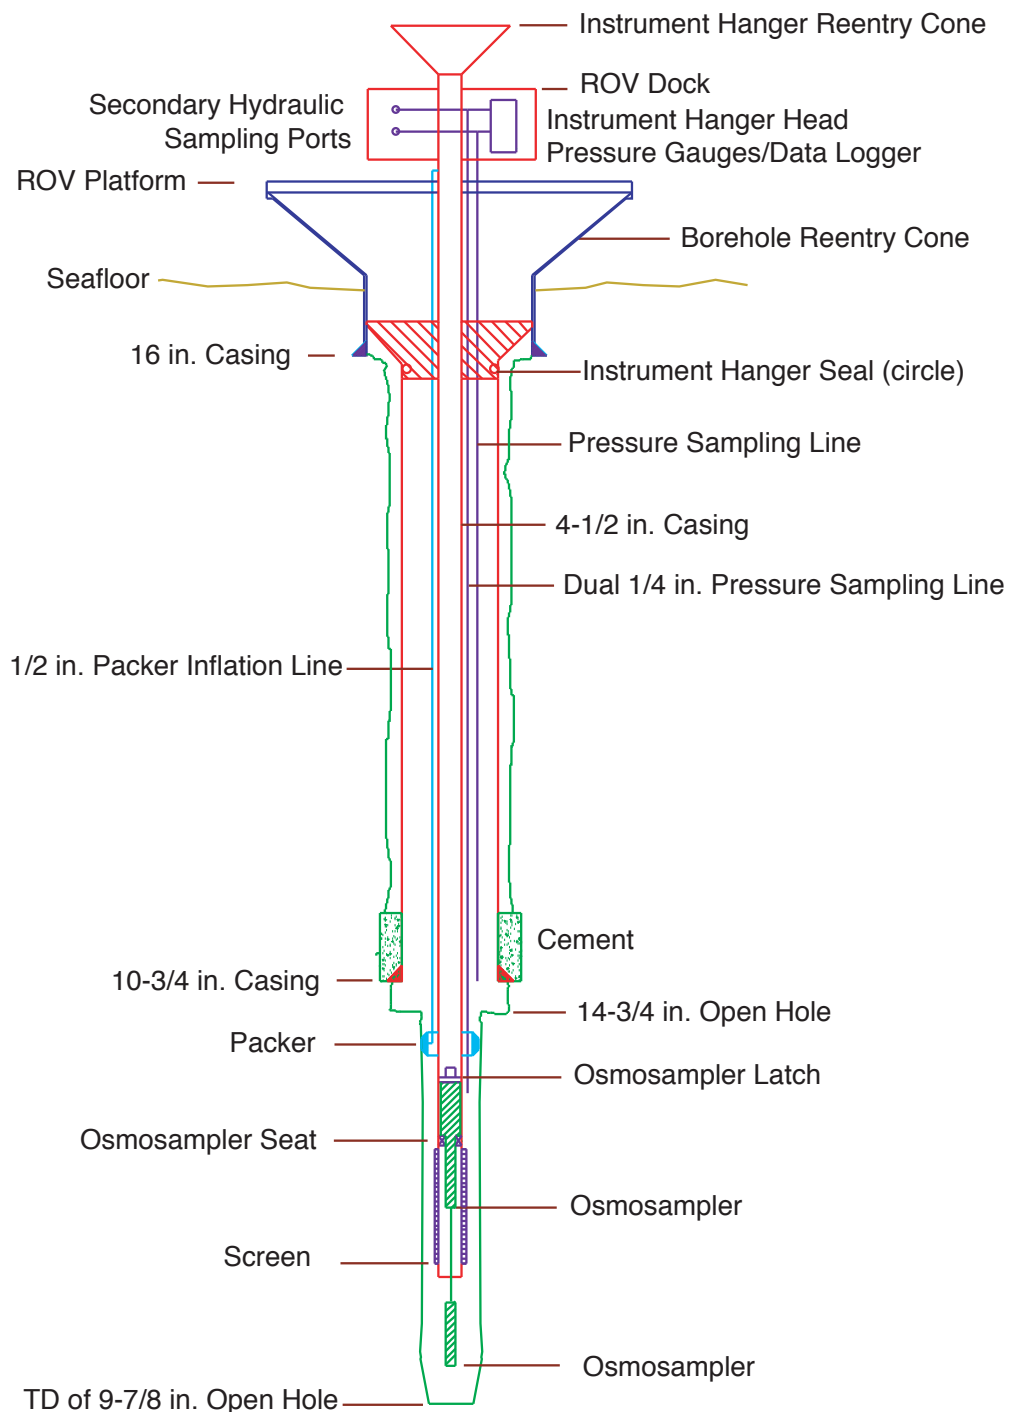 Instrument Hanger Reentry Cone
ROV Dock
Secondary Hydraulic
Sampling Ports
Instrument Hanger Head
Pressure Gauges/Data Logger
ROV Platform
Borehole Reentry Cone
Seafloor
16 in. Casing
Instrument Hanger Seal (circle)
Pressure Sampling Line
4-1/2 in. Casing
Dual 1/4 in. Pressure Sampling Line
1/2 in. Packer Inflation Line
Cement
10-3/4 in. Casing
14-3/4 in. Open Hole
Packer
Osmosampler Latch
Osmosampler Seat
Osmosampler
Screen
Osmosampler
TD of 9-7/8 in. Open Hole